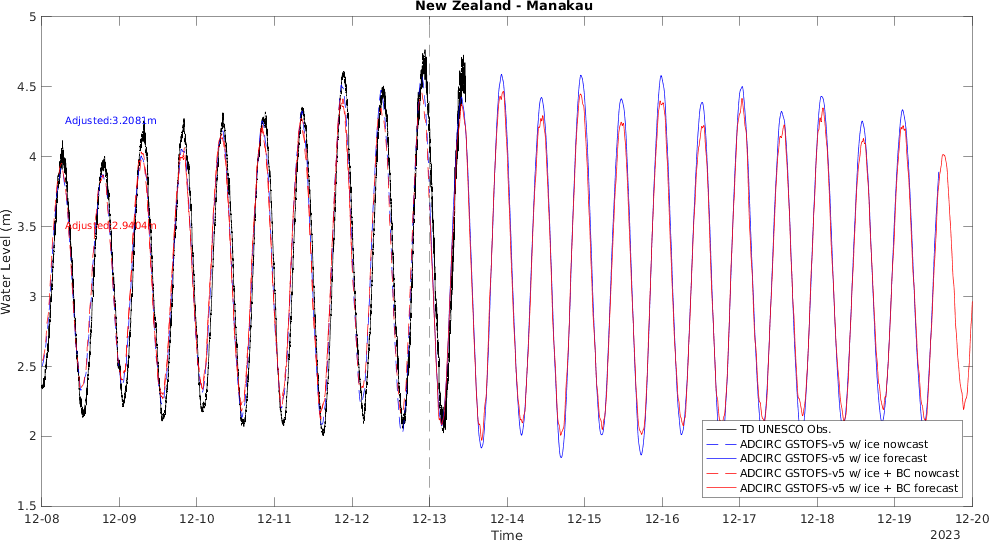 New Zealand - Manakau
5
4.5
4
3.5
3
2.5
2
1.5
Water Level (m)
Adjusted:3.2081m
Adjusted:2.9404m
TD UNESCO Obs.
ADCIRC GSTOFS-v5 w/ ice nowcast
ADCIRC GSTOFS-v5 w/ ice forecast
ADCIRC GSTOFS-v5 w/ ice + BC nowcast
ADCIRC GSTOFS-v5 w/ ice + BC forecast
12-08 12-09 12-10 12-11 12-12 12-13 12-14 12-15 12-16 12-17 12-18 12-19 12-20
Time
2023